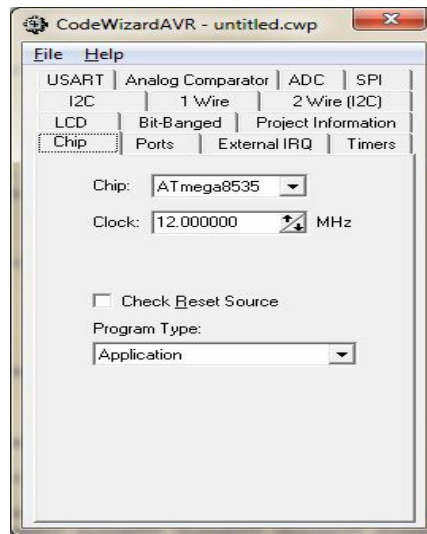 CodeWizardAVR - untitled.cwp
File Help
USART Analog Comparator ADC SPI
I2C 1 Wire 2 Wire (I2C)
LCD Bit-Banged Project Information
Chip Ports External IRQ Timers
Chip: ATmega8535
Clock: 12.000000 MHz
Check Reset Source
Program Type:
Application